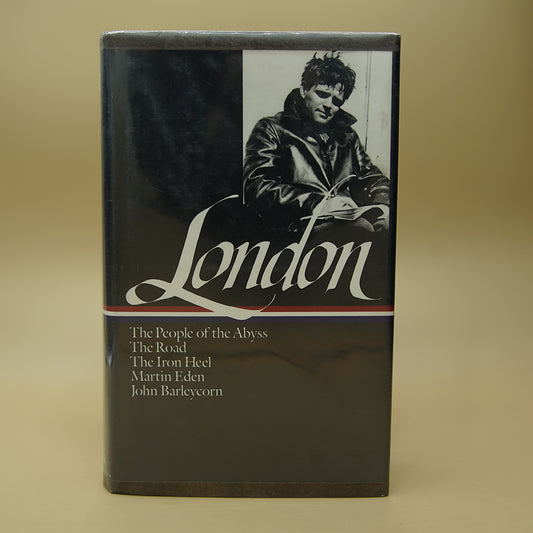 London
The People of the Abyss
The Road
The Iron Heel
Martin Eden
John Barleycorn